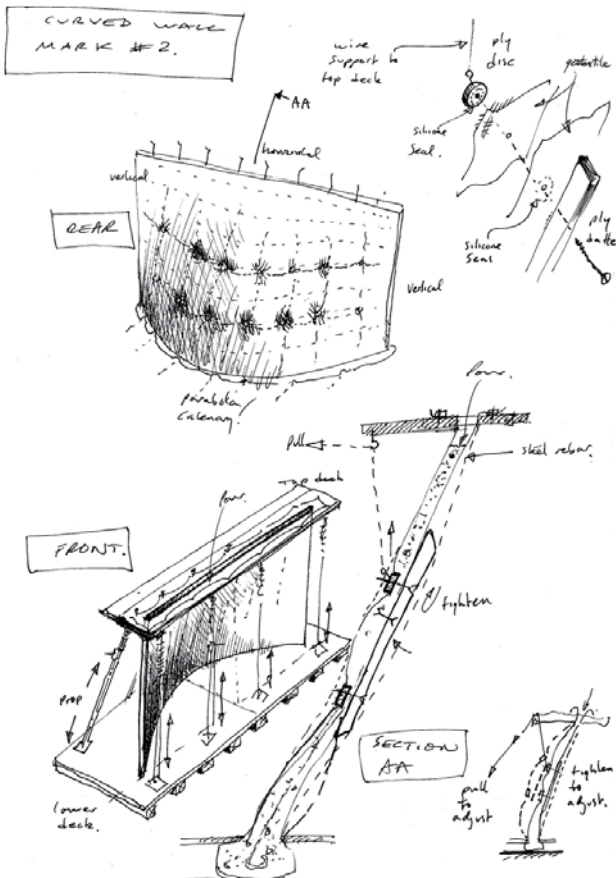 CURVED WALL
MARK #2.
wire
support to
top deck
ply
disc
geotextile
silicone
seal.
silicone
seal
ply
batten
AA
horizontal
vertical
REAR
vertical
parabola
catenary.
Pour.
pull
steel rebar.
Top deck
Pour.
FRONT.
tighten
prop
lower
deck.
SECTION
AA
pull
to
adjust
tighten
to
adjust.